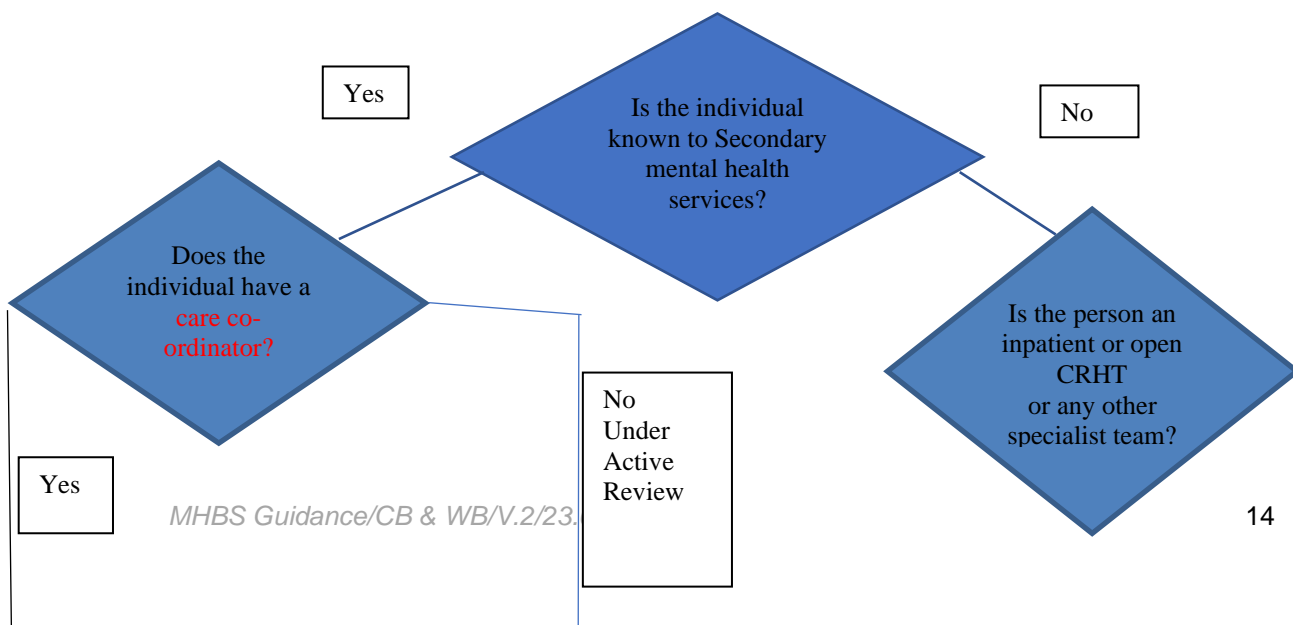 Yes
Is the individual
known to Secondary
mental health
services?
No
Does the
individual have a
care co-
ordinator?
Is the person an
inpatient or open
CRHT
or any other
specialist team?
No
Under
Active
Review
Yes
MHBS Guidance/CB & WB/V.2/23.
14